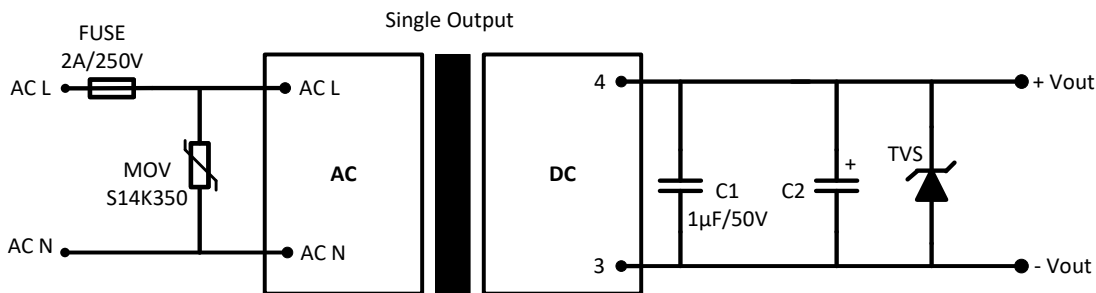 Single Output
FUSE
2A/250V
AC L
AC L
4
+ Vout
MOV
S14K350
AC
DC
C1
1µF/50V
C2
+
TVS
AC N
AC N
3
- Vout